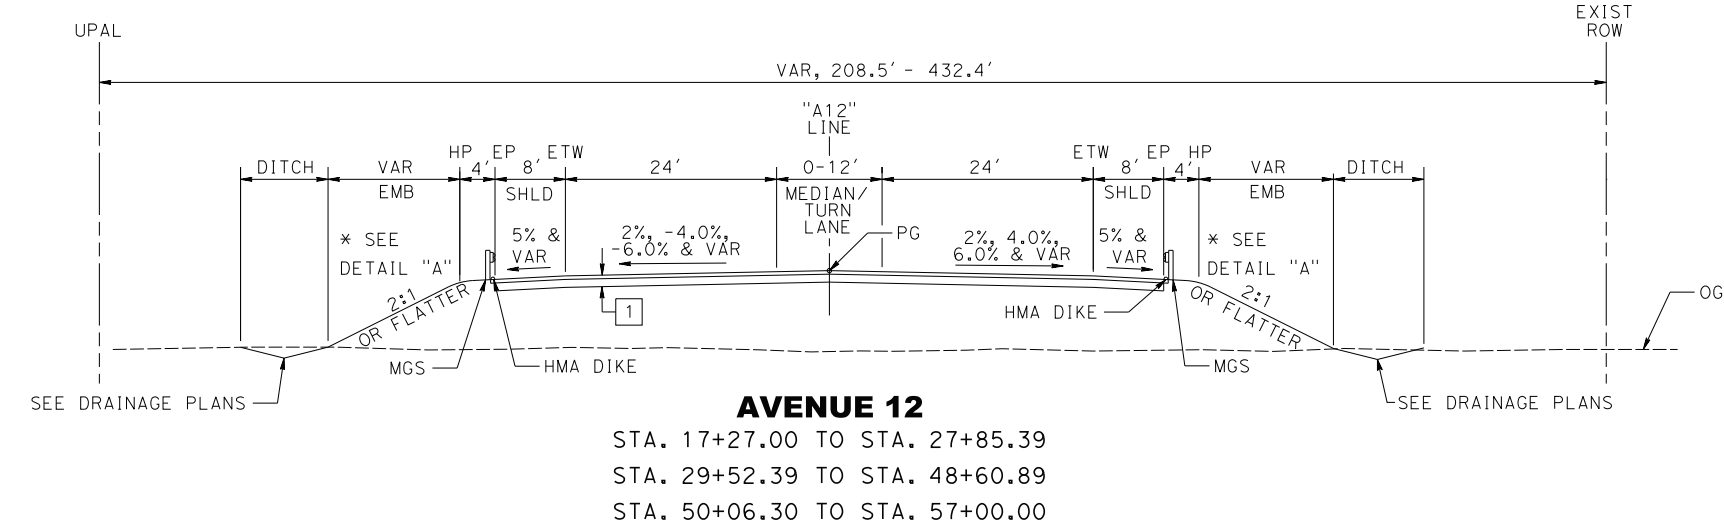 UPAL
EXIST
ROW
VAR, 208.5' - 432.4'
"A12"
LINE
HP EP ETW
ETW EP HP
DITCH VAR 4' 8' 24' 0-12' 24' 8' 4' VAR DITCH
EMB SHLD MEDIAN/ SHLD EMB
TURN
LANE
* SEE
DETAIL "A"
5% &
VAR
2%, -4.0%,
-6.0% & VAR
PG
2%, 4.0%,
6.0% & VAR
5% &
VAR
* SEE
DETAIL "A"
2:1
OR FLATTER
1
HMA DIKE
2:1
OR FLATTER
OG
MGS
HMA DIKE
MGS
SEE DRAINAGE PLANS
SEE DRAINAGE PLANS
AVENUE 12
STA. 17+27.00 TO STA. 27+85.39
STA. 29+52.39 TO STA. 48+60.89
STA. 50+06.30 TO STA. 57+00.00